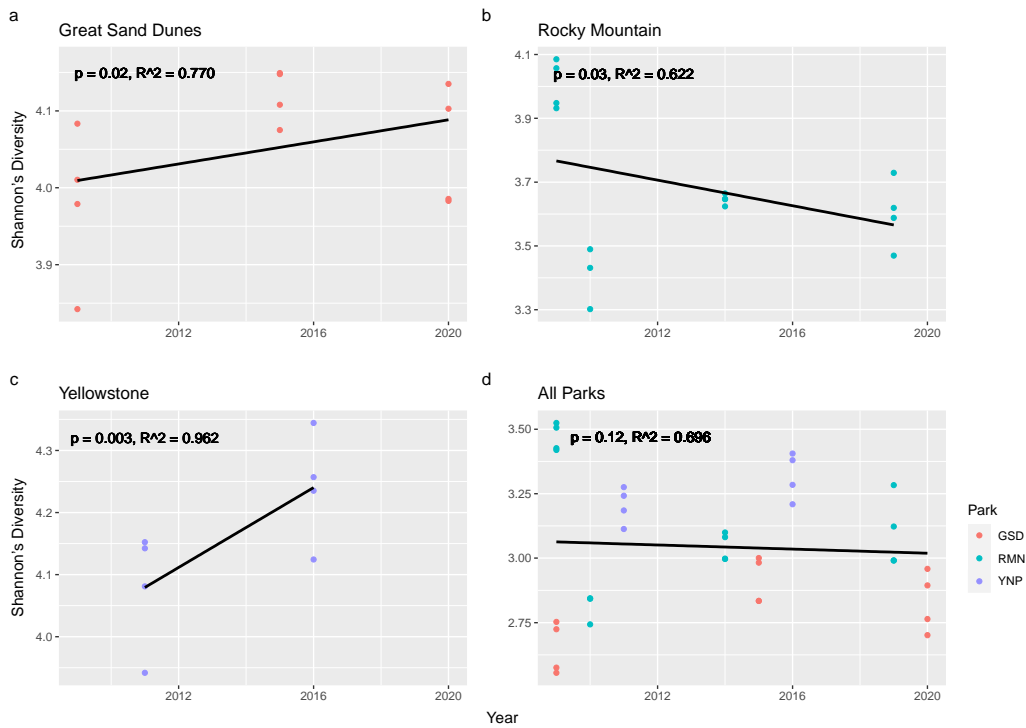 a
Great Sand Dunes
p = 0.02, R^2 = 0.770
4.1
4.0
3.9
2012
2016
2020
Shannon's Diversity
b
Rocky Mountain
p = 0.03, R^2 = 0.622
4.1
3.9
3.7
3.5
3.3
2012
2016
2020
c
Yellowstone
p = 0.003, R^2 = 0.962
4.3
4.2
4.1
4.0
2012
2016
2020
Shannon's Diversity
d
All Parks
p = 0.12, R^2 = 0.696
3.50
3.25
3.00
2.75
2012
2016
2020
Park
GSD
RMN
YNP
Year